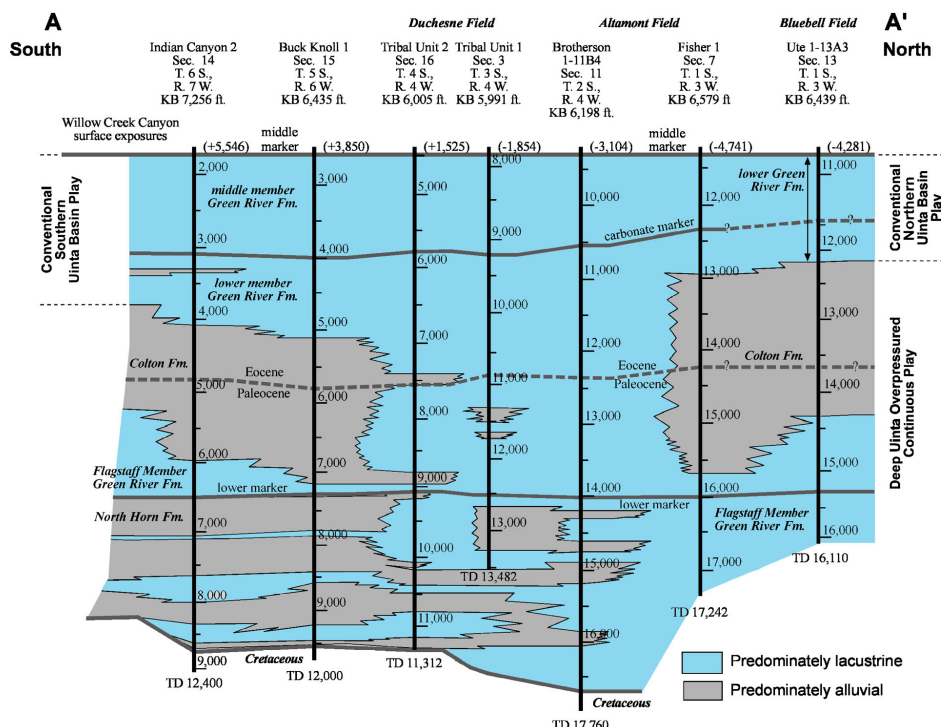 A
South
Duchesne Field
Altamont Field
Bluebell Field
A'
North
Indian Canyon 2
Sec. 14
T. 6 S.,
R. 7 W.
KB 7,256 ft.
Buck Knoll 1
Sec. 15
T. 5 S.,
R. 6 W.
KB 6,435 ft.
Tribal Unit 2
Sec. 16
T. 4 S.,
R. 4 W.
KB 6,005 ft.
Tribal Unit 1
Sec. 3
T. 3 S.,
R. 4 W.
KB 5,991 ft.
Brotherson
1-11B4
Sec. 11
T. 2 S.,
R. 4 W.
KB 6,198 ft.
Fisher 1
Sec. 7
T. 1 S.,
R. 3 W.
KB 6,579 ft
Ute 1-13A3
Sec. 13
T. 1 S.,
R. 3 W.
KB 6,439 ft.
Willow Creek Canyon
surface exposures
middle
marker
middle
marker
(+5,546)
(+3,850)
(+1,525)
(-1,854)
(-3,104)
(-4,741)
(-4,281)
Conventional
Southern
Uinta Basin Play
Conventional
Northern
Uinta Basin
Play
Deep Uinta Overpressured
Continuous Play
middle member
Green River Fm.
lower Green
River Fm.
carbonate marker
?
?
lower member
Green River Fm.
Colton Fm.
Eocene
Paleocene
Eocene
Paleocene
Colton Fm.
?
?
Flagstaff Member
Green River Fm.
lower marker
lower marker
North Horn Fm.
Flagstaff Member
Green River Fm.
2,000
3,000
4,000
5,000
6,000
7,000
8,000
9,000
TD 12,400
3,000
4,000
5,000
6,000
7,000
9,000
TD 12,000
5,000
6,000
7,000
8,000
9,000
10,000
11,000
TD 11,312
8,000
9,000
10,000
11,000
12,000
13,000
TD 13,482
10,000
11,000
12,000
13,000
14,000
15,000
16,000
TD 17,760
12,000
13,000
14,000
15,000
16,000
17,000
TD 17,242
11,000
12,000
13,000
14,000
15,000
16,000
TD 16,110
Cretaceous
Cretaceous
Predominately lacustrine
Predominately alluvial